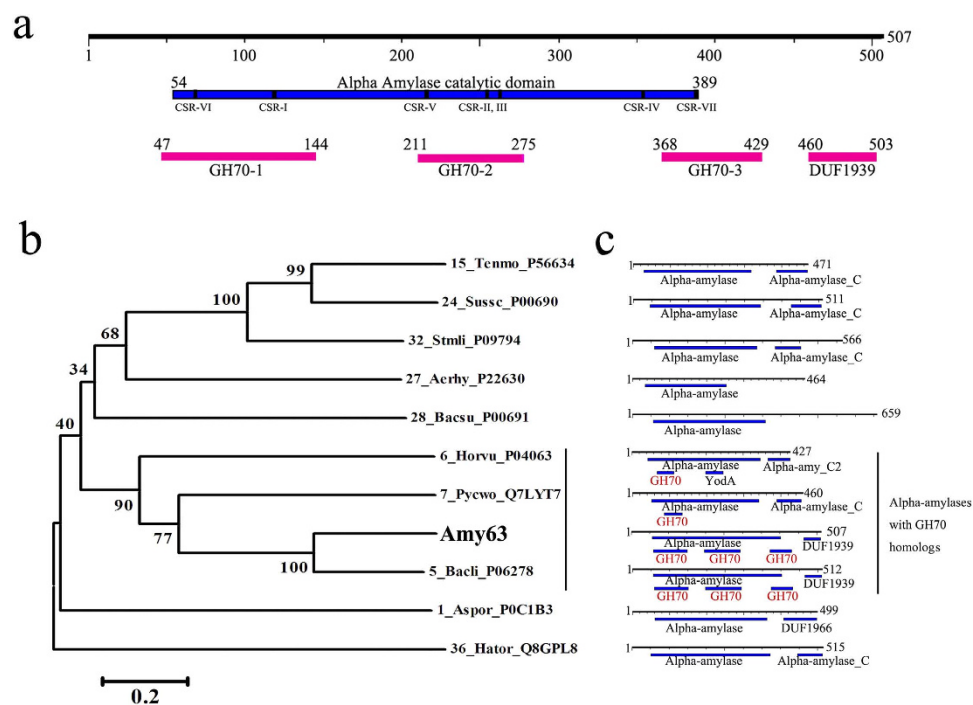 a
507
1 100 200 300 400 500
54 Alpha Amylase catalytic domain 389
CSR-VI CSR-I CSR-V CSR-II, III CSR-IV CSR-VII
47 144 211 275 368 429 460 503
GH70-1 GH70-2 GH70-3 DUF1939
b
15_Tenmo_P56634
99
24_Sussc_P00690
100
32_Stmli_P09794
68
27_Aerhy_P22630
34
28_Bacsu_P00691
40
6_Horvu_P04063
90
7_Pycwo_Q7LYT7
77
Amy63
100
5_Bacli_P06278
1_Aspor_P0C1B3
36_Hator_Q8GPL8
0.2
c
1 471
Alpha-amylase Alpha-amylase_C
1 511
Alpha-amylase Alpha-amylase_C
1 566
Alpha-amylase Alpha-amylase_C
1 464
Alpha-amylase
1 659
Alpha-amylase
1 427
Alpha-amylase Alpha-amy_C2
GH70 YodA
1 460
Alpha-amylase Alpha-amylase_C
GH70
1 507
Alpha-amylase DUF1939
GH70 GH70 GH70
1 512
Alpha-amylase DUF1939
GH70 GH70 GH70
1 499
Alpha-amylase DUF1966
1 515
Alpha-amylase Alpha-amylase_C
Alpha-amylases
with GH70
homologs